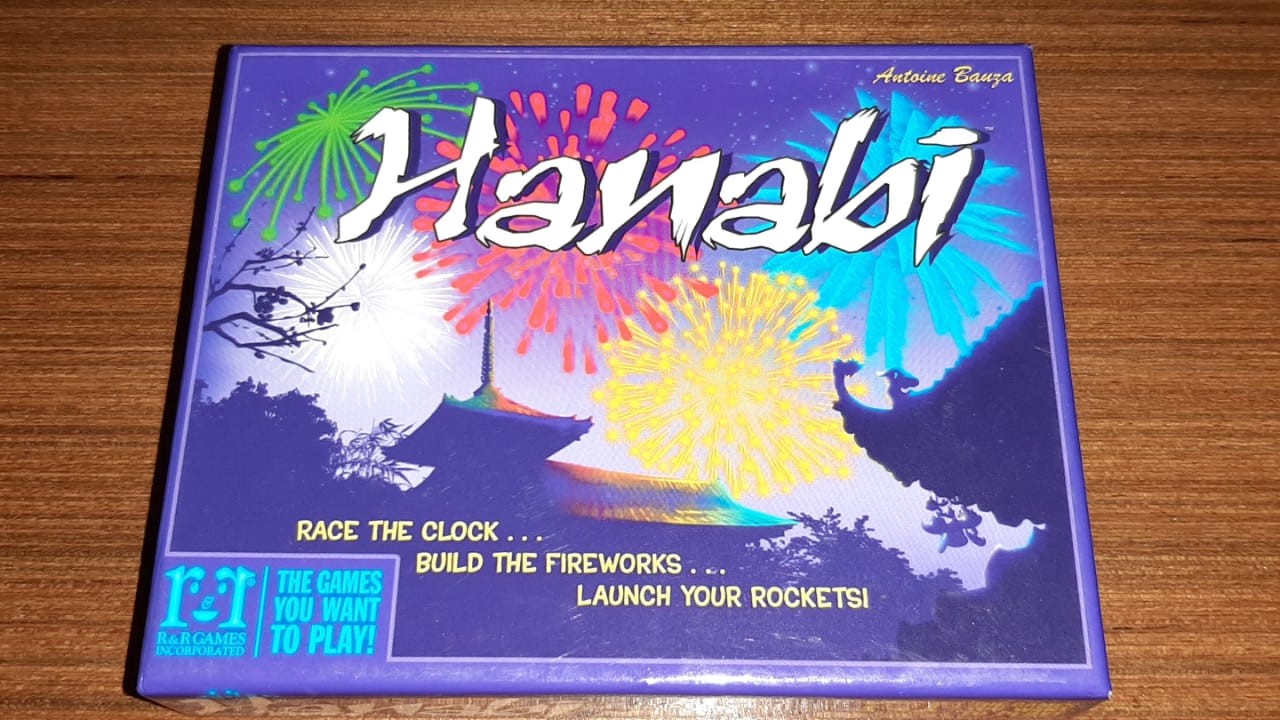 Antoine Bauza
Hanabi™
RACE THE CLOCK...
BUILD THE FIREWORKS...
LAUNCH YOUR ROCKETS!
r&r
R&R GAMES
INCORPORATED
THE GAMES
YOU WANT
TO PLAY!